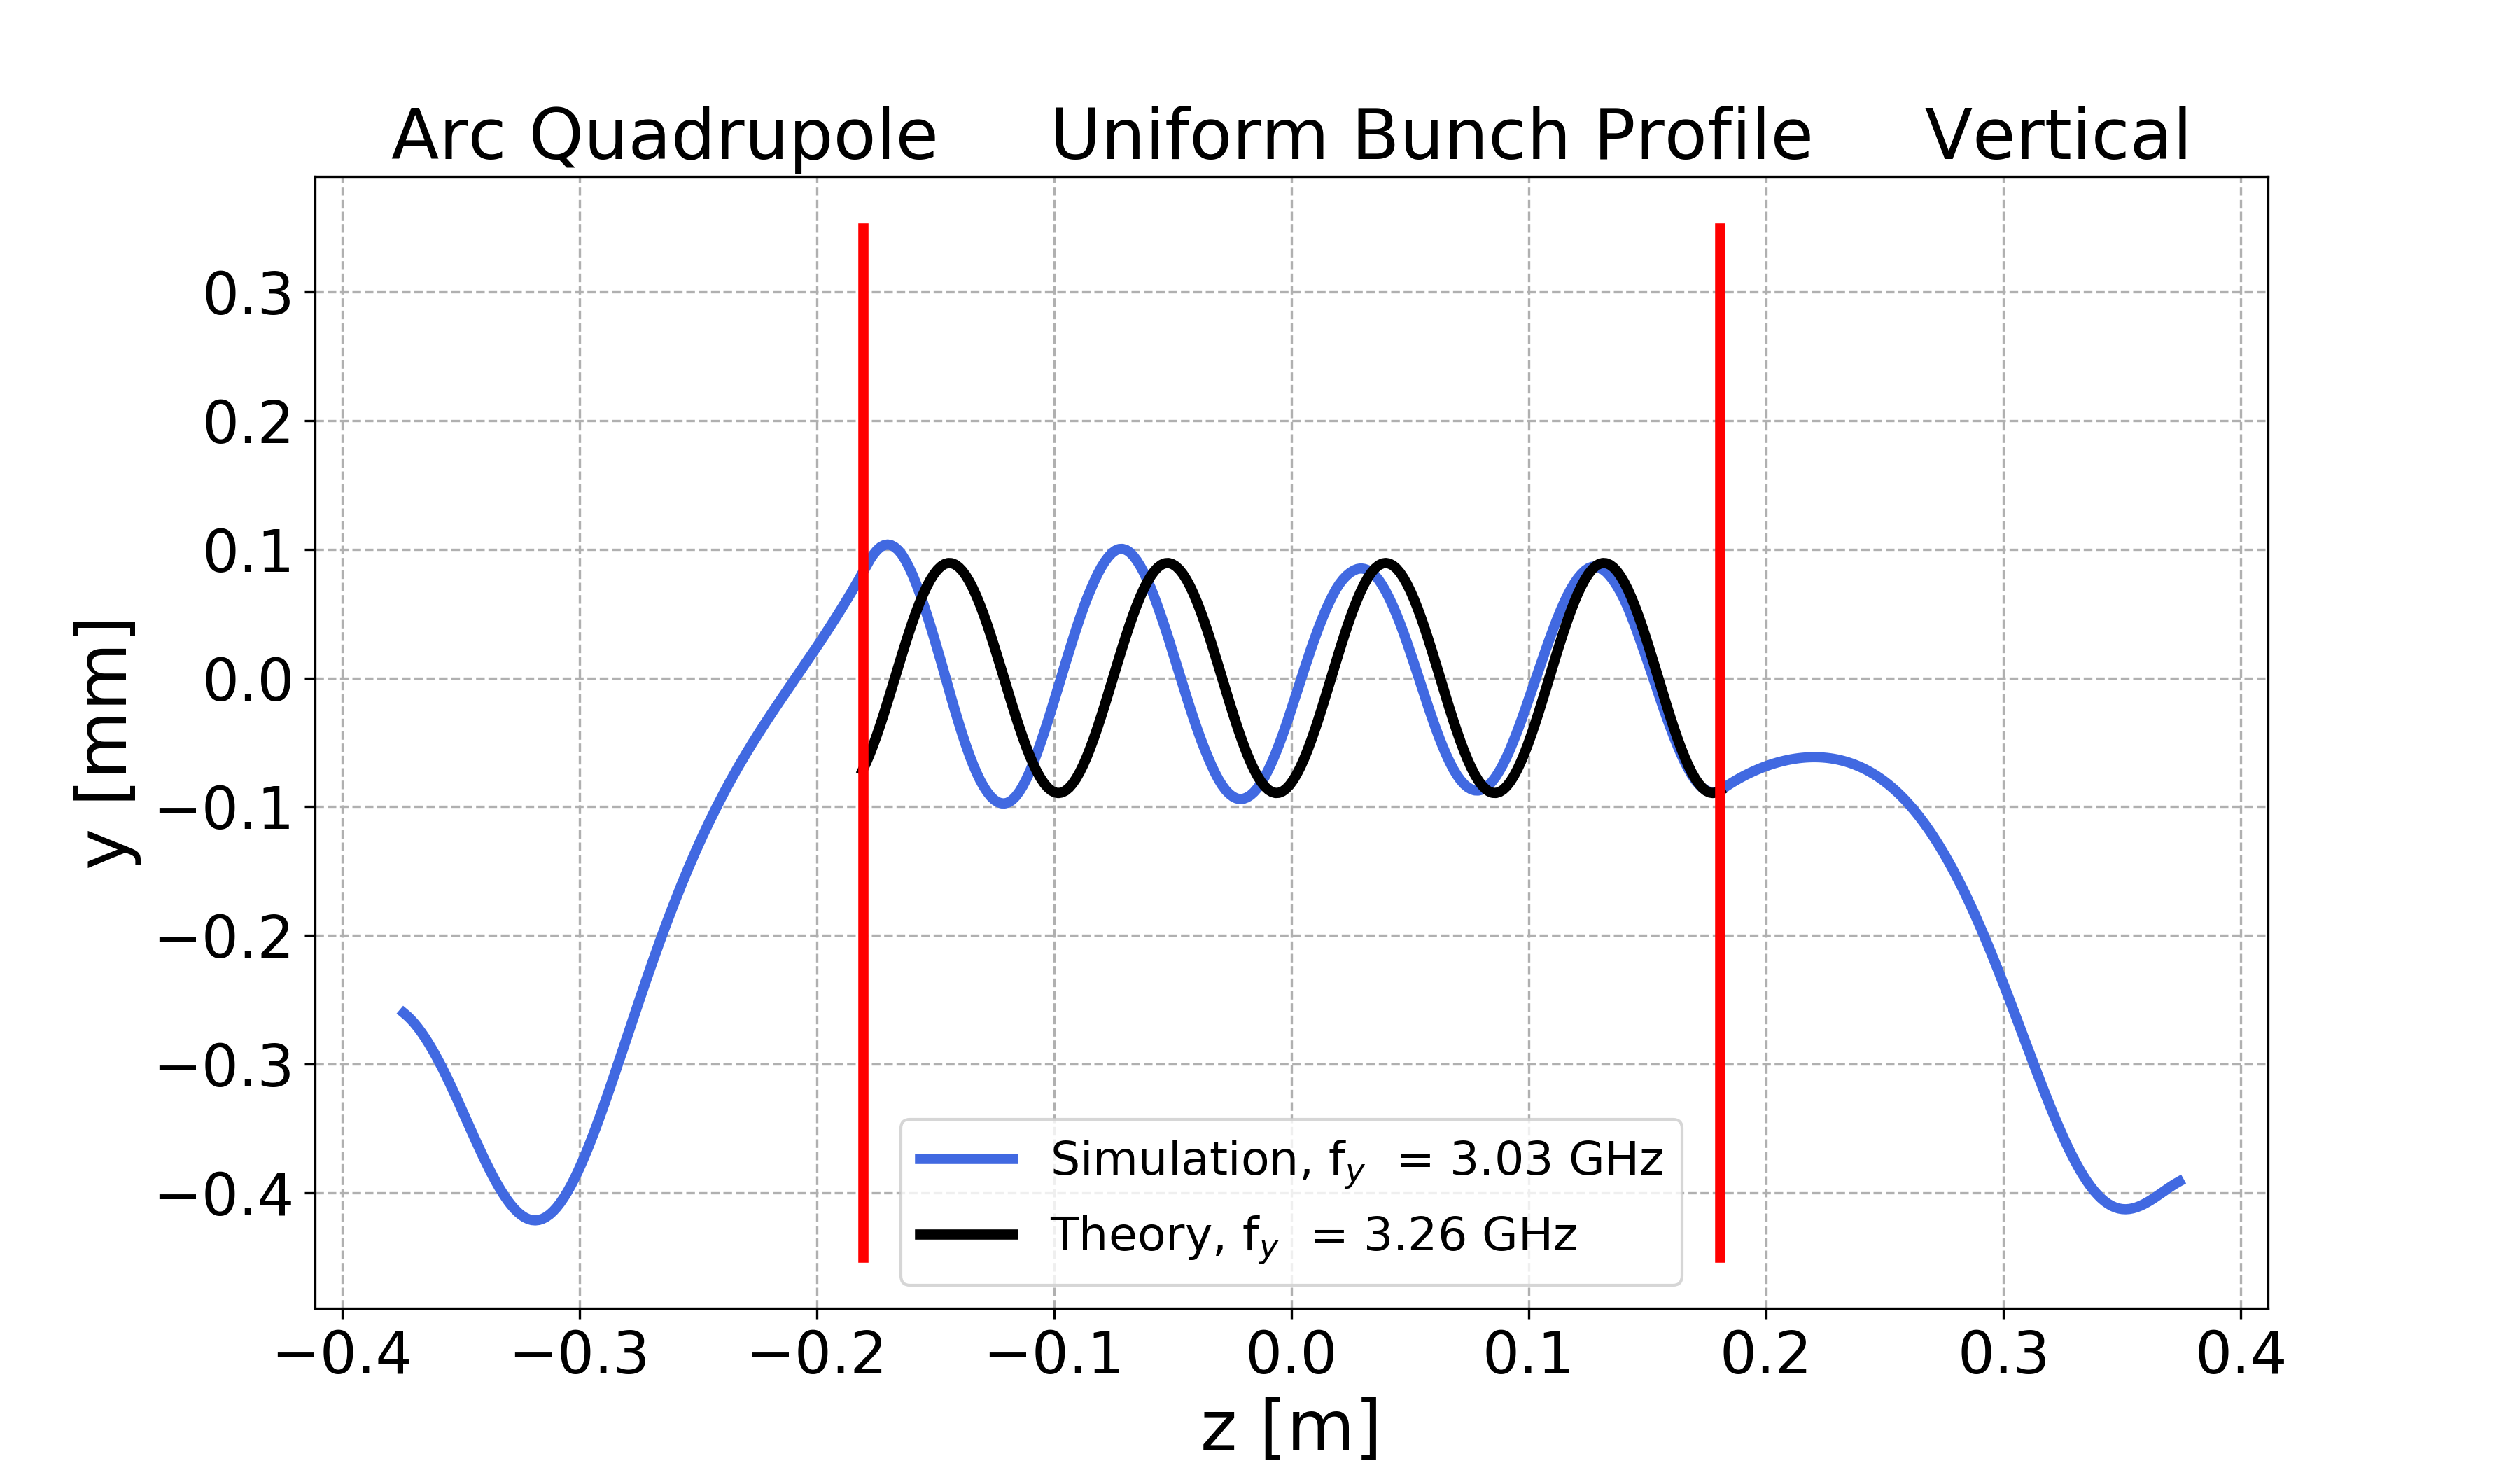 Arc Quadrupole Uniform Bunch Profile Vertical
0.3
0.2
0.1
0.0
−0.1
−0.2
−0.3
−0.4
y [mm]
Simulation, fy = 3.03 GHz
Theory, fy = 3.26 GHz
−0.4 −0.3 −0.2 −0.1 0.0 0.1 0.2 0.3 0.4
z [m]